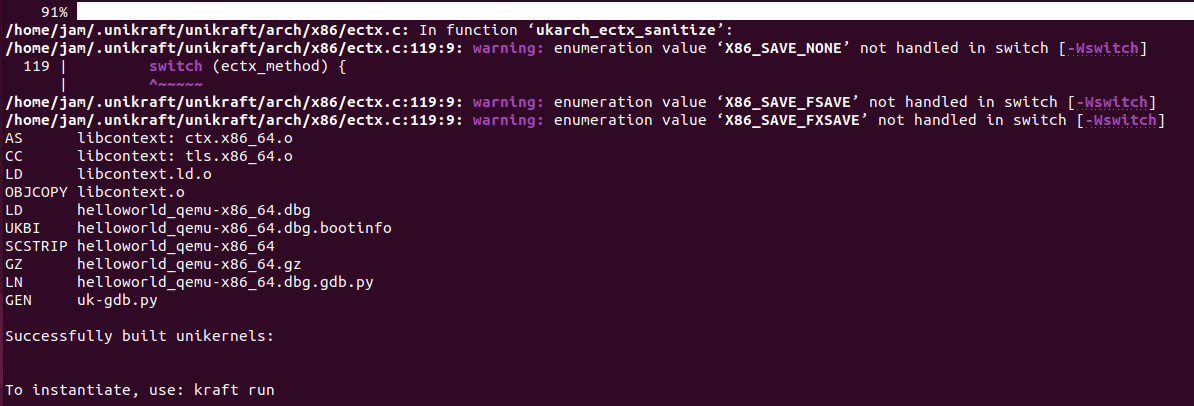 91%
/home/jam/.unikraft/unikraft/arch/x86/ectx.c: In function ‘ukarch_ectx_sanitize’:
/home/jam/.unikraft/unikraft/arch/x86/ectx.c:119:9: warning: enumeration value ‘X86_SAVE_NONE’ not handled in switch [-Wswitch]
119 |         switch (ectx_method) {
|         ^~~~~~
/home/jam/.unikraft/unikraft/arch/x86/ectx.c:119:9: warning: enumeration value ‘X86_SAVE_FSAVE’ not handled in switch [-Wswitch]
/home/jam/.unikraft/unikraft/arch/x86/ectx.c:119:9: warning: enumeration value ‘X86_SAVE_FXSAVE’ not handled in switch [-Wswitch]
AS      libcontext: ctx.x86_64.o
CC      libcontext: tls.x86_64.o
LD      libcontext.ld.o
OBJCOPY libcontext.o
LD      helloworld_qemu-x86_64.dbg
UKBI    helloworld_qemu-x86_64.dbg.bootinfo
SCSTRIP helloworld_qemu-x86_64
GZ      helloworld_qemu-x86_64.gz
LN      helloworld_qemu-x86_64.dbg.gdb.py
GEN     uk-gdb.py
Successfully built unikernels:
To instantiate, use: kraft run